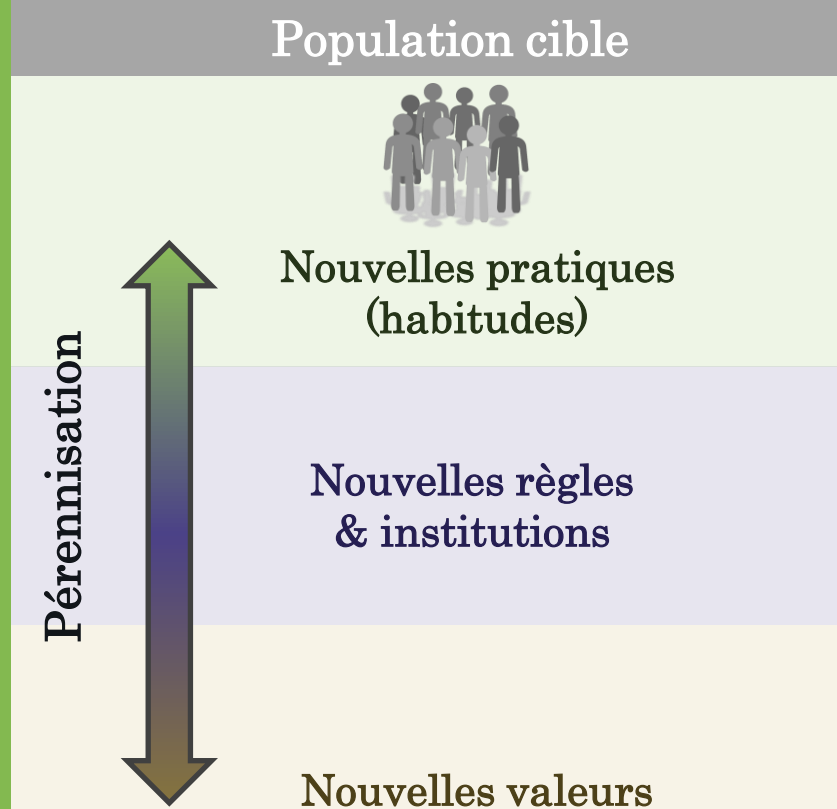 Population cible
Nouvelles pratiques
(habitudes)
Pérennisation
Nouvelles règles
& institutions
Nouvelles valeurs